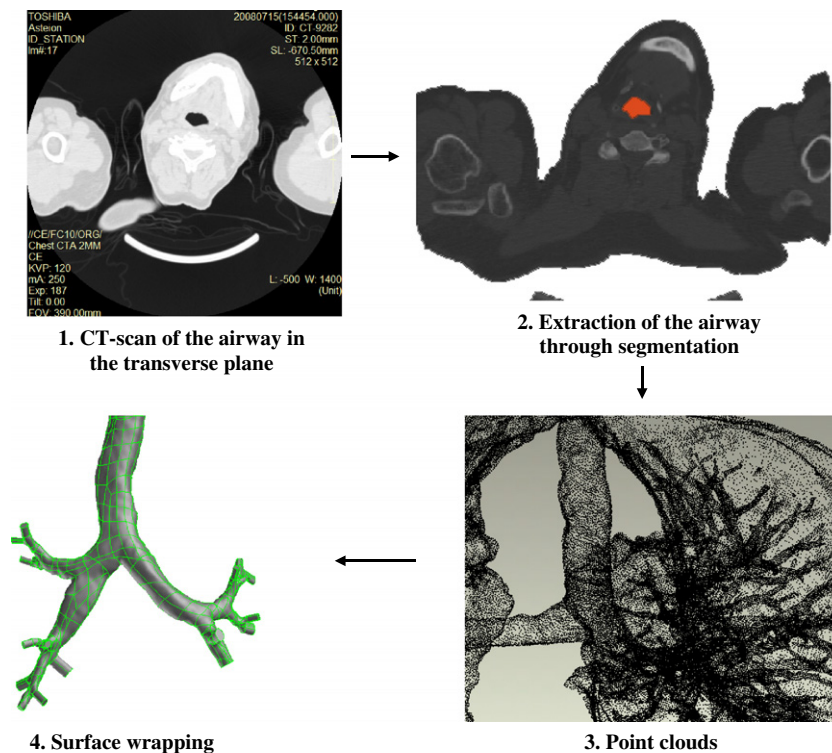 TOSHIBA
Asteion
ID_STATION
Im#:17
20080715(154454.000)
ID: CT-9282
ST: 2.00mm
SL: -670.50mm
512 x 512
//CE/FC10/ORG/
Chest CTA 2MM
CE
KVP: 120
mA: 250
Exp: 187
Tilt: 0.00
FOV: 390.00mm
L: -500 W: 1400
(Unit)
1. CT-scan of the airway in
the transverse plane
2. Extraction of the airway
through segmentation
4. Surface wrapping
3. Point clouds